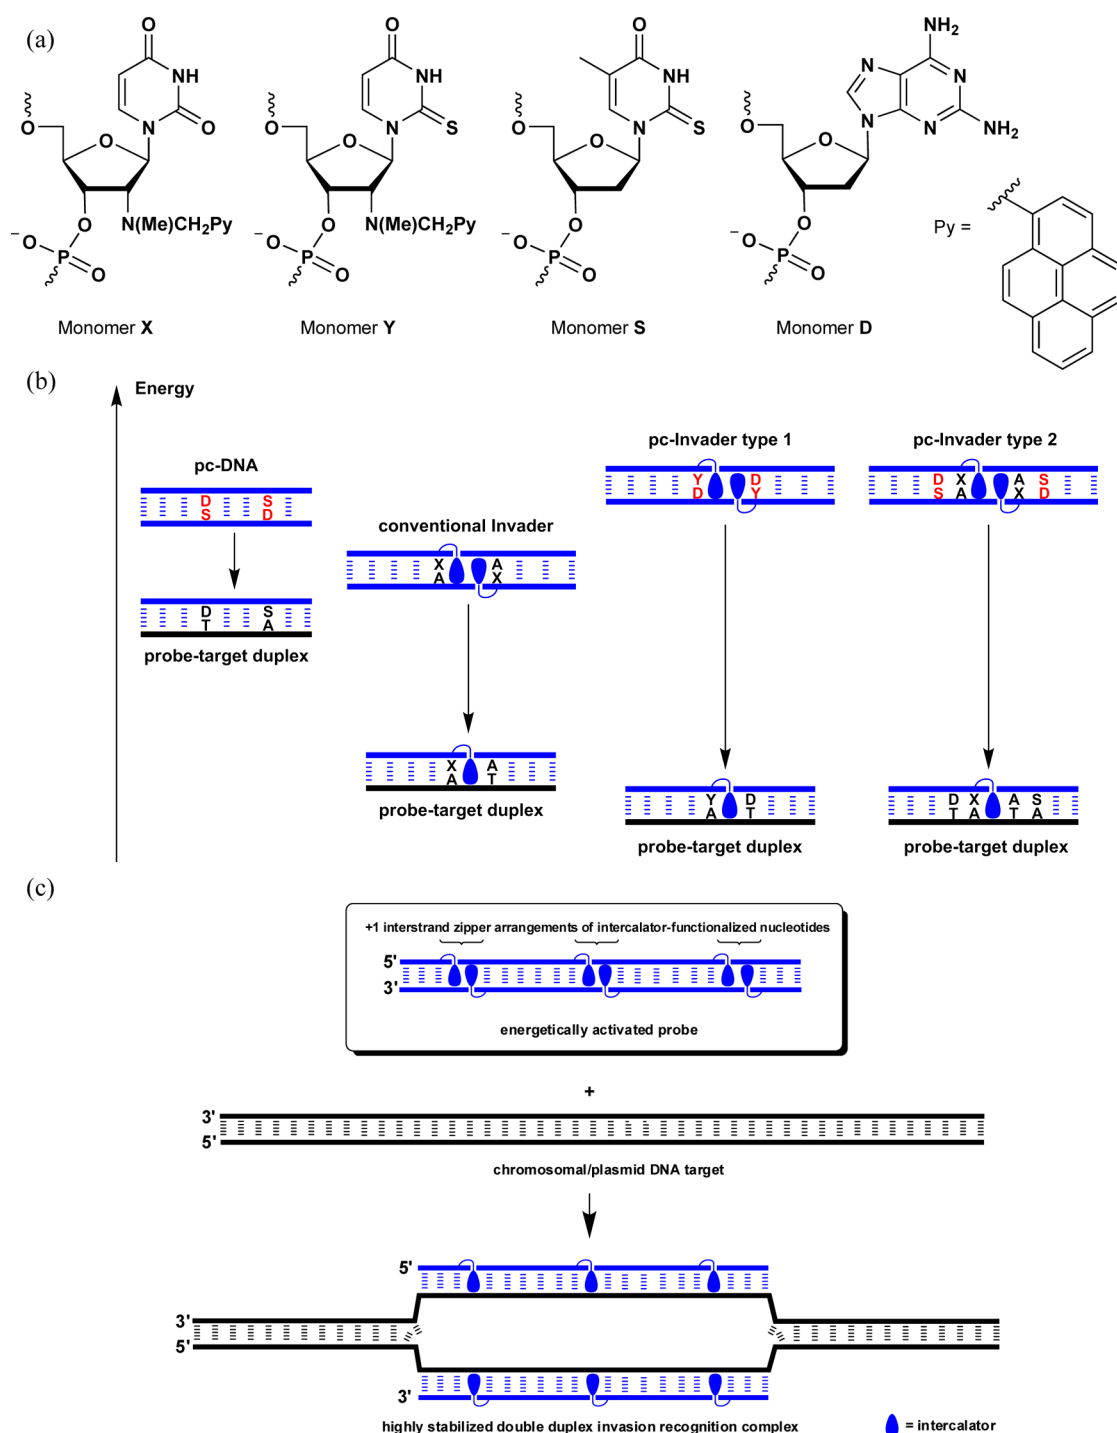 (a)
O
NH
N
O
O
O
N(Me)CH2Py
O
−O
P
O
Monomer X
O
NH
N
S
O
O
N(Me)CH2Py
O
−O
P
O
Monomer Y
O
NH
N
S
O
O
O
−O
P
O
Monomer S
NH2
N
N
N
N
NH2
O
O
O
−O
P
O
Monomer D
Py =
(b)
Energy
pc-DNA
D S
S D
D S
T A
probe-target duplex
conventional Invader
X A
A X
X A
A T
probe-target duplex
pc-Invader type 1
Y D
D Y
Y D
A T
probe-target duplex
pc-Invader type 2
D X A S
S A X D
D X A S
T A T A
probe-target duplex
(c)
+1 interstrand zipper arrangements of intercalator-functionalized nucleotides
5'
3'
energetically activated probe
+
3'
5'
chromosomal/plasmid DNA target
5'
3'
5'
3'
highly stabilized double duplex invasion recognition complex
= intercalator